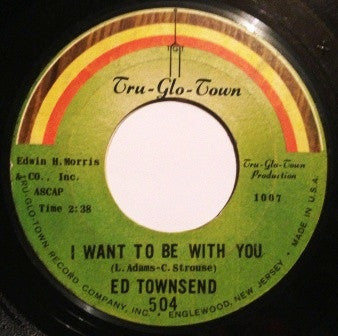 Tru-Glo-Town
Edwin H. Morris
& CO., Inc.
ASCAP
Time 2:38
Tru-Glo-Town
Production
1007
I WANT TO BE WITH YOU
(L. Adams-C. Strouse)
ED TOWNSEND
504
TRU-GLO-TOWN RECORD COMPANY, INC. • ENGLEWOOD, NEW JERSEY • MADE IN U.S.A.